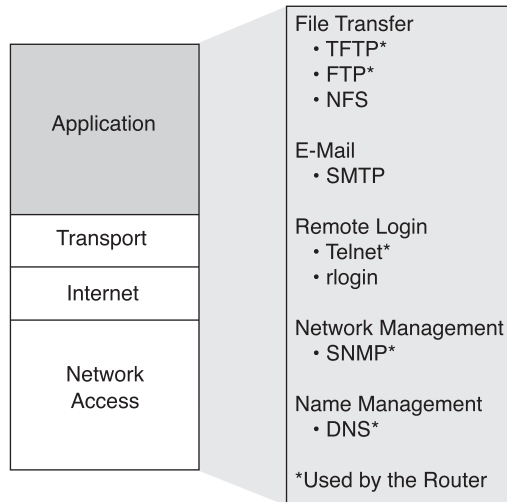 Application
Transport
Internet
Network
Access
File Transfer
• TFTP*
• FTP*
• NFS
E-Mail
• SMTP
Remote Login
• Telnet*
• rlogin
Network Management
• SNMP*
Name Management
• DNS*
*Used by the Router